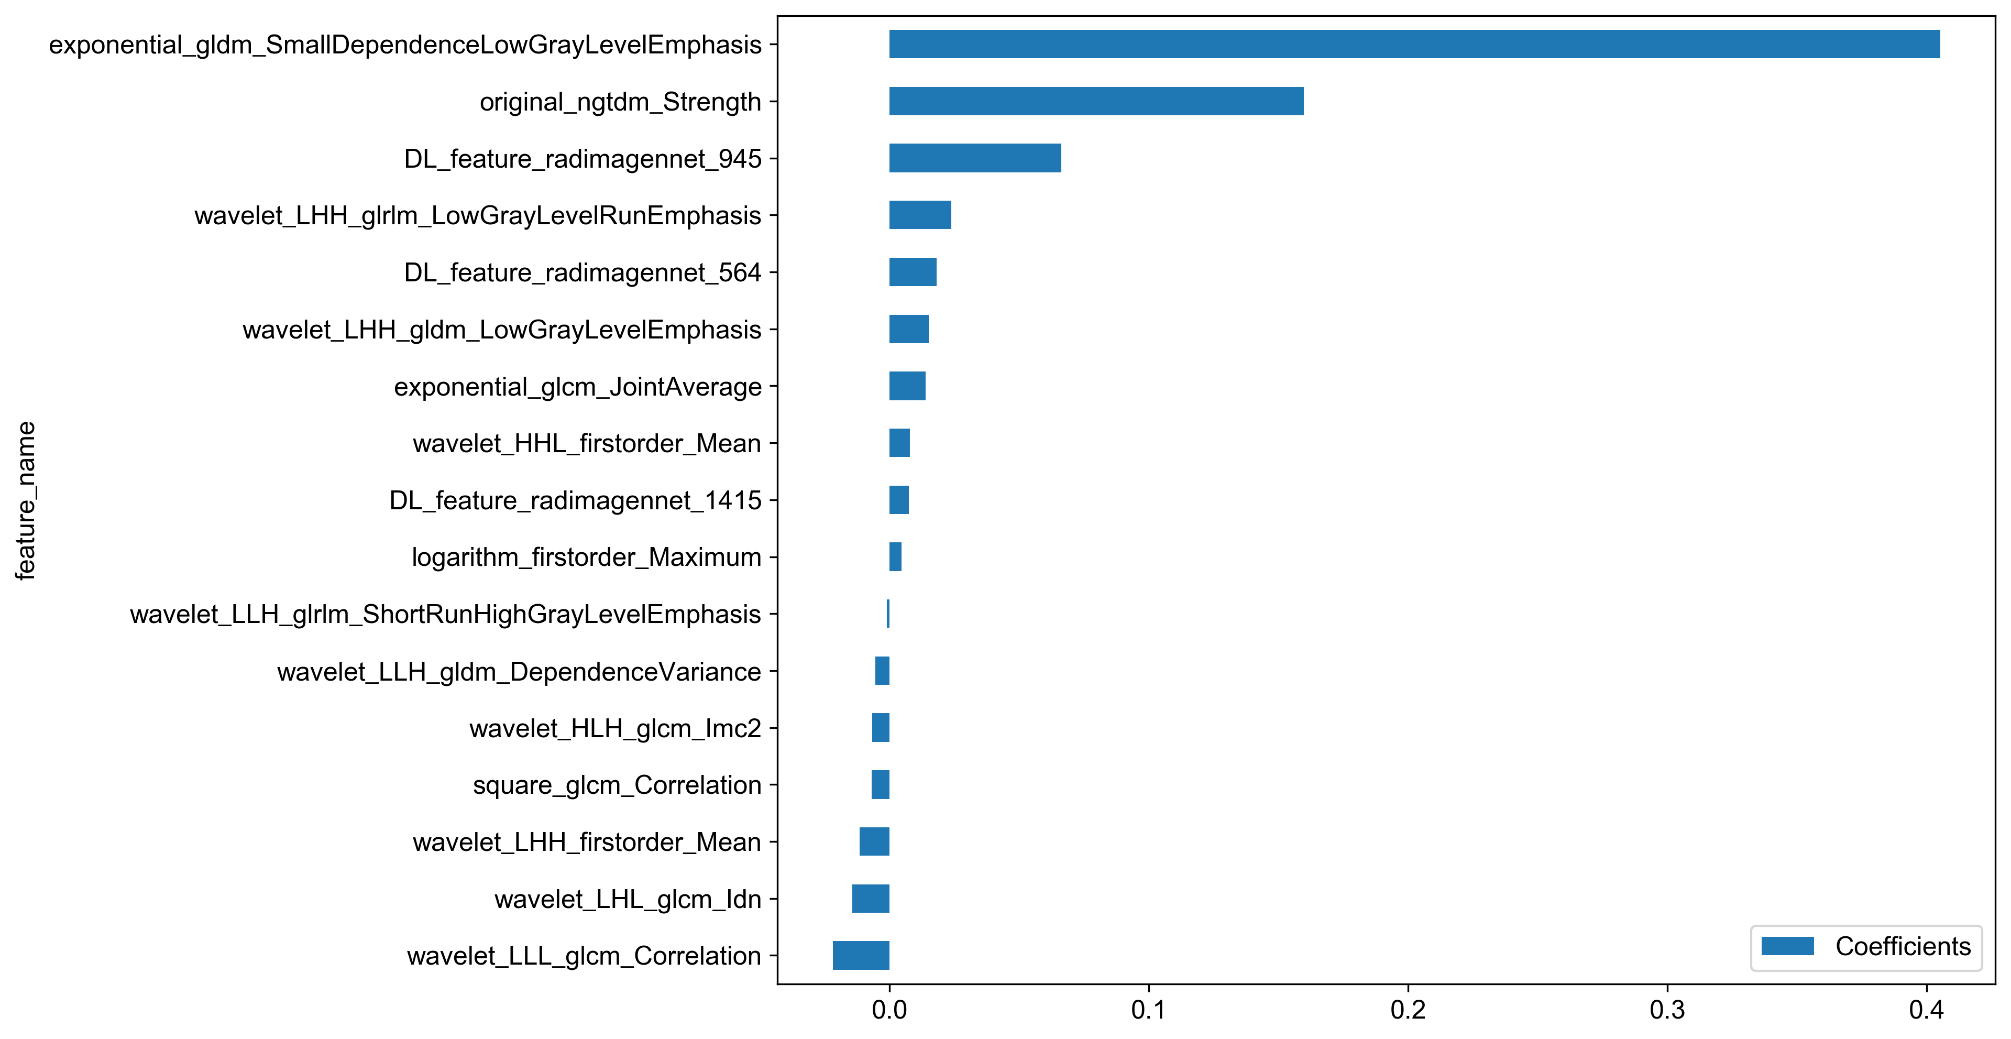 feature_name
exponential_gldm_SmallDependenceLowGrayLevelEmphasis
original_ngtdm_Strength
DL_feature_radimagennet_945
wavelet_LHH_glrlm_LowGrayLevelRunEmphasis
DL_feature_radimagennet_564
wavelet_LHH_gldm_LowGrayLevelEmphasis
exponential_glcm_JointAverage
wavelet_HHL_firstorder_Mean
DL_feature_radimagennet_1415
logarithm_firstorder_Maximum
wavelet_LLH_glrlm_ShortRunHighGrayLevelEmphasis
wavelet_LLH_gldm_DependenceVariance
wavelet_HLH_glcm_Imc2
square_glcm_Correlation
wavelet_LHH_firstorder_Mean
wavelet_LHL_glcm_Idn
wavelet_LLL_glcm_Correlation
Coefficients
0.0 0.1 0.2 0.3 0.4